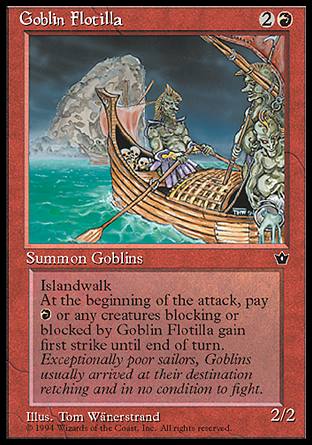 Goblin Flotilla 2
Summon Goblins
Islandwalk
At the beginning of the attack, pay
or any creatures blocking or
blocked by Goblin Flotilla gain
first strike until end of turn.
Exceptionally poor sailors, Goblins
usually arrived at their destination
retching and in no condition to fight.
Illus. Tom Wänerstrand 2/2
© 1994 Wizards of the Coast, Inc. All rights reserved.